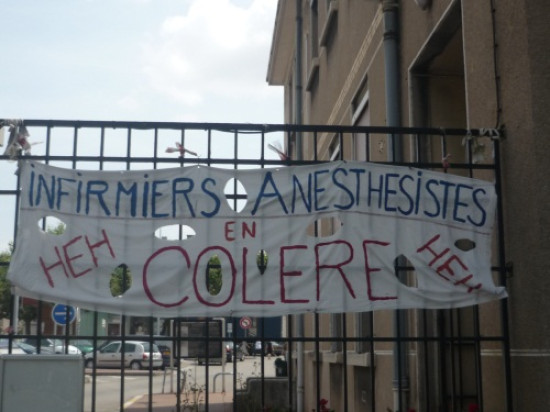 INFIRMIERS ANESTHESISTES
EN
HEH COLERE HEH